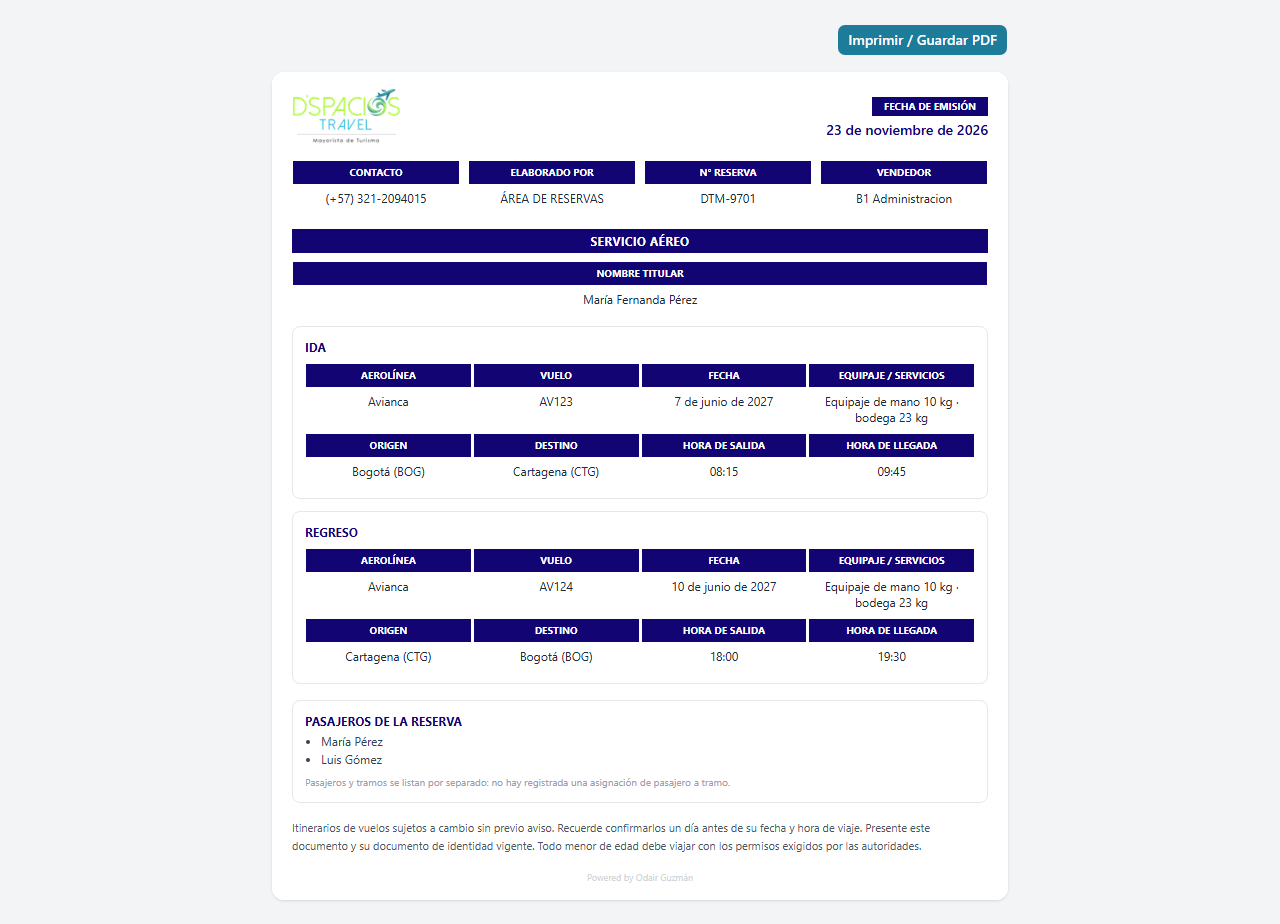 Imprimir / Guardar PDF
D'SPACIOS
TRAVEL
Mayorista de Turismo
FECHA DE EMISIÓN
23 de noviembre de 2026
CONTACTO ELABORADO POR N° RESERVA VENDEDOR
(+57) 321-2094015 ÁREA DE RESERVAS DTM-9701 B1 Administracion
SERVICIO AÉREO
NOMBRE TITULAR
María Fernanda Pérez
IDA
AEROLÍNEA VUELO FECHA EQUIPAJE / SERVICIOS
Avianca AV123 7 de junio de 2027 Equipaje de mano 10 kg ·
bodega 23 kg
ORIGEN DESTINO HORA DE SALIDA HORA DE LLEGADA
Bogotá (BOG) Cartagena (CTG) 08:15 09:45
REGRESO
AEROLÍNEA VUELO FECHA EQUIPAJE / SERVICIOS
Avianca AV124 10 de junio de 2027 Equipaje de mano 10 kg ·
bodega 23 kg
ORIGEN DESTINO HORA DE SALIDA HORA DE LLEGADA
Cartagena (CTG) Bogotá (BOG) 18:00 19:30
PASAJEROS DE LA RESERVA
• María Pérez
• Luis Gómez
Pasajeros y tramos se listan por separado: no hay registrada una asignación de pasajero a tramo.
Itinerarios de vuelos sujetos a cambio sin previo aviso. Recuerde confirmarlos un día antes de su fecha y hora de viaje. Presente este
documento y su documento de identidad vigente. Todo menor de edad debe viajar con los permisos exigidos por las autoridades.
Powered by Odair Guzmán